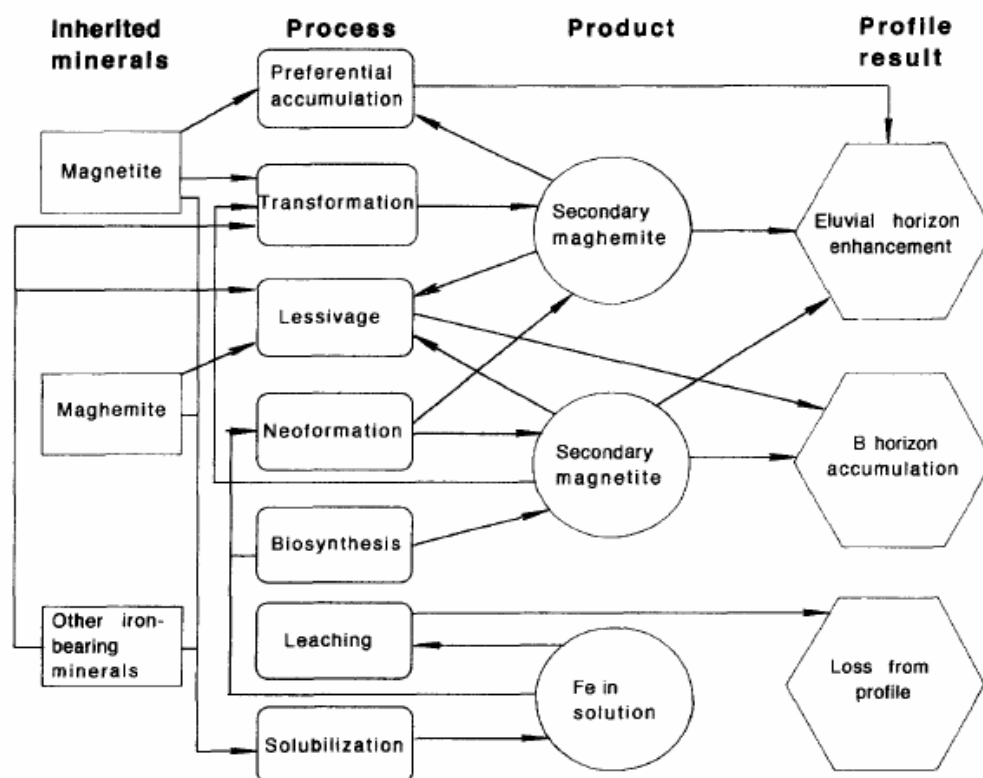 Inherited
minerals
Process
Product
Profile
result
Preferential
accumulation
Magnetite
Transformation
Secondary
maghemite
Eluvial horizon
enhancement
Lessivage
Maghemite
Neoformation
Secondary
magnetite
B horizon
accumulation
Biosynthesis
Other iron-
bearing
minerals
Leaching
Fe in
solution
Loss from
profile
Solubilization